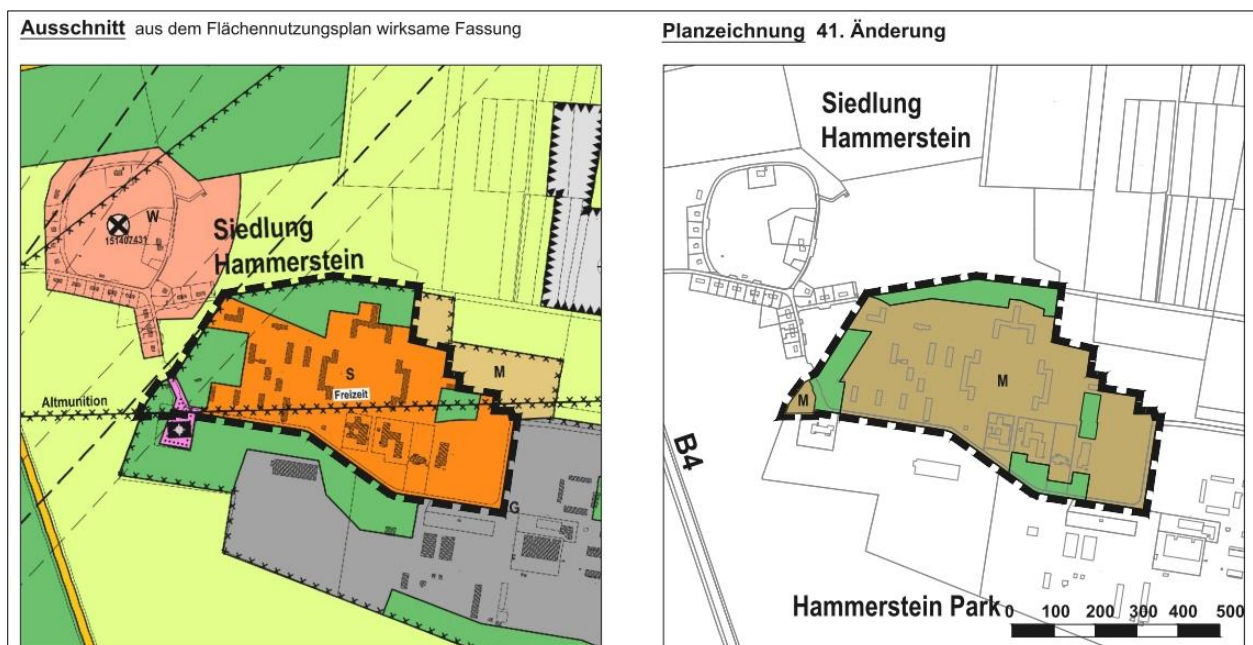 Ausschnitt aus dem Flächennutzungsplan wirksame Fassung
Planzeichnung 41. Änderung
W
151407431
Siedlung
Hammerstein
M
S
Freizeit
Altmunition
G
Siedlung
Hammerstein
M
M
B4
Hammerstein Park
0 100 200 300 400 500